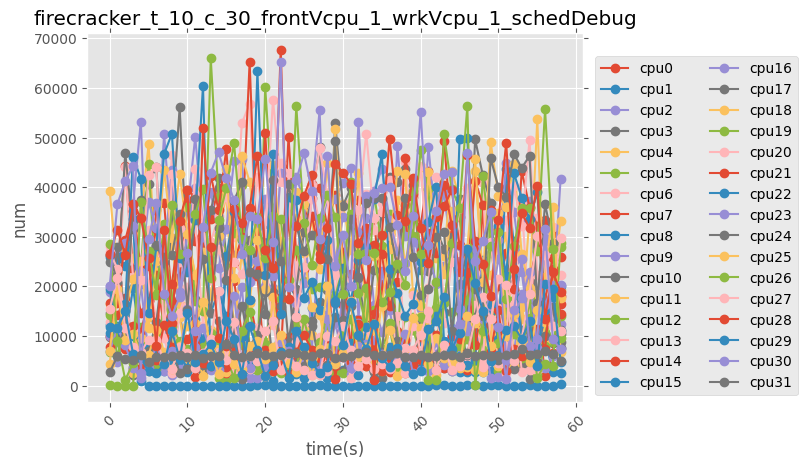 firecracker_t_10_c_30_frontVcpu_1_wrkVcpu_1_schedDebug
70000
60000
50000
40000
30000
20000
10000
0
num
0
10
20
30
40
50
60
time(s)
cpu0
cpu1
cpu2
cpu3
cpu4
cpu5
cpu6
cpu7
cpu8
cpu9
cpu10
cpu11
cpu12
cpu13
cpu14
cpu15
cpu16
cpu17
cpu18
cpu19
cpu20
cpu21
cpu22
cpu23
cpu24
cpu25
cpu26
cpu27
cpu28
cpu29
cpu30
cpu31